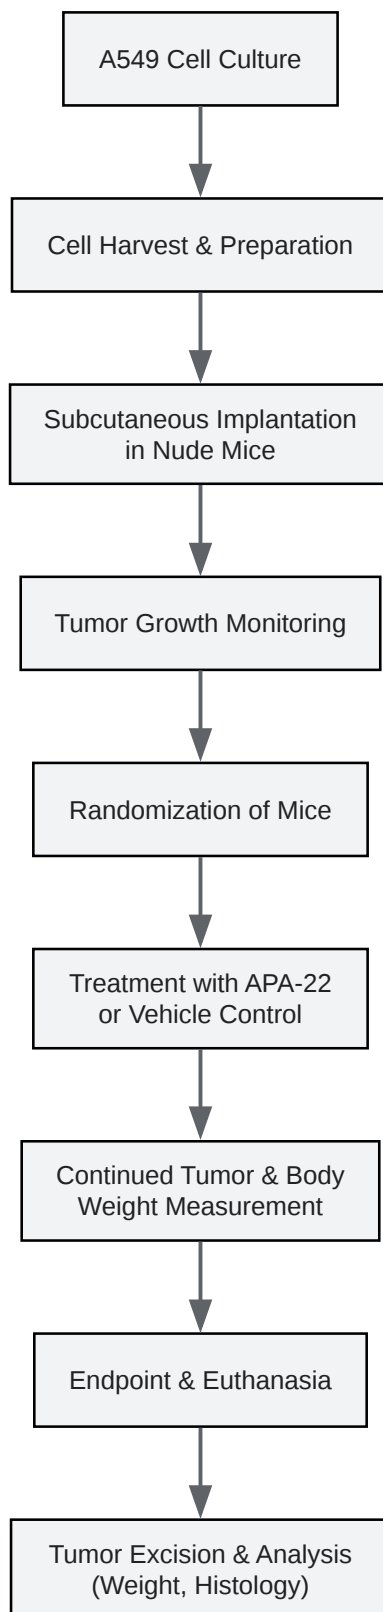 A549 Cell Culture
Cell Harvest & Preparation
Subcutaneous Implantation
in Nude Mice
Tumor Growth Monitoring
Randomization of Mice
Treatment with APA-22
or Vehicle Control
Continued Tumor & Body
Weight Measurement
Endpoint & Euthanasia
Tumor Excision & Analysis
(Weight, Histology)